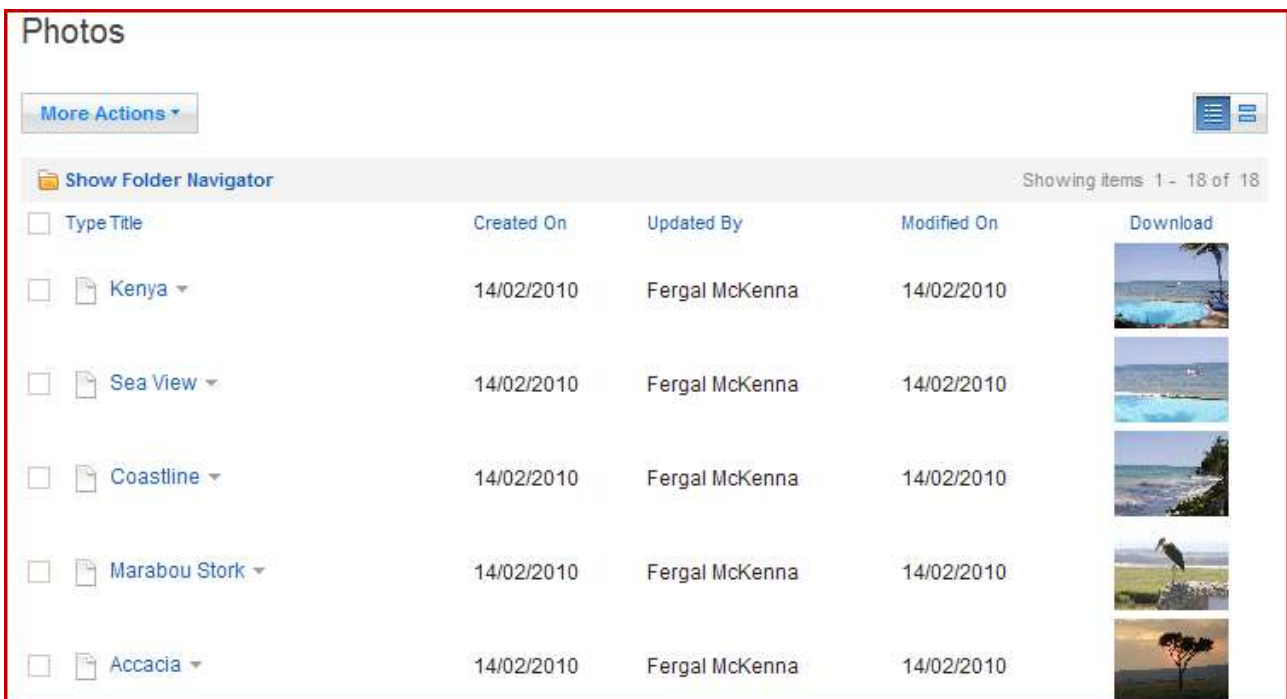 Photos
More Actions
Show Folder Navigator Showing items 1 - 18 of 18
Type Title Created On Updated By Modified On Download
Kenya 14/02/2010 Fergal McKenna 14/02/2010
Sea View 14/02/2010 Fergal McKenna 14/02/2010
Coastline 14/02/2010 Fergal McKenna 14/02/2010
Marabou Stork 14/02/2010 Fergal McKenna 14/02/2010
Accacia 14/02/2010 Fergal McKenna 14/02/2010